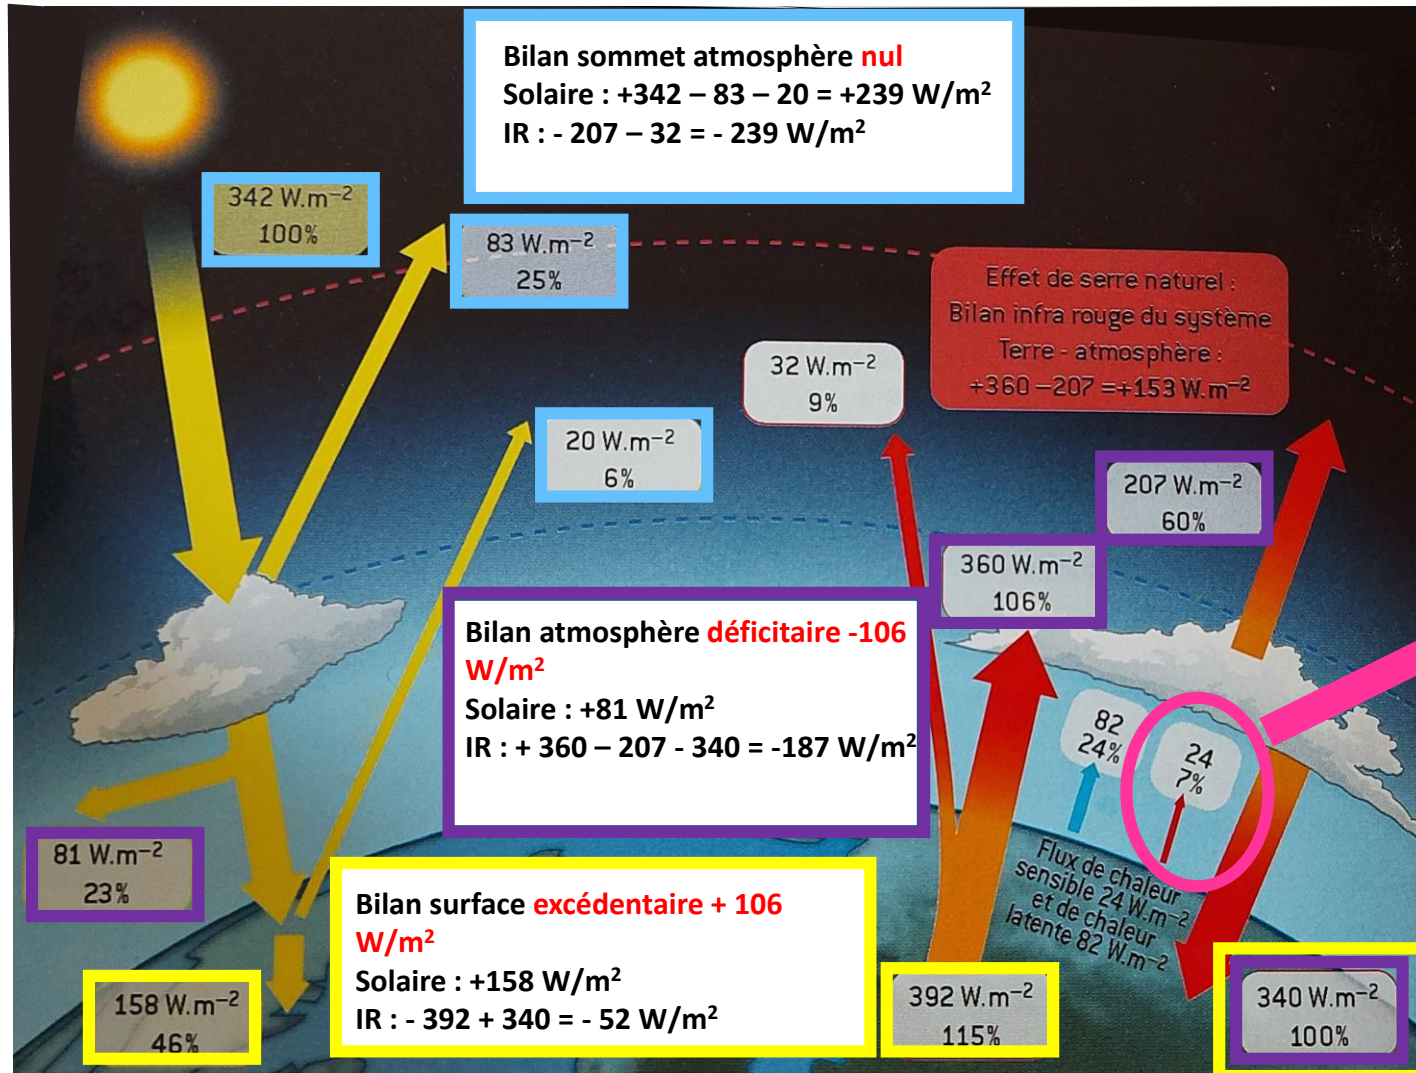 Bilan sommet atmosphère nul
Solaire : +342 – 83 – 20 = +239 W/m²
IR : - 207 – 32 = - 239 W/m²
342 W.m⁻²
100%
83 W.m⁻²
25%
Effet de serre naturel :
Bilan infra rouge du système
Terre - atmosphère :
+360 –207 =+153 W.m⁻²
32 W.m⁻²
9%
20 W.m⁻²
6%
207 W.m⁻²
60%
360 W.m⁻²
106%
Bilan atmosphère déficitaire -106
W/m²
Solaire : +81 W/m²
IR : + 360 – 207 - 340 = -187 W/m²
82
24%
24
7%
81 W.m⁻²
23%
Flux de chaleur
sensible 24 W.m⁻²
et de chaleur
latente 82 W.m⁻²
Bilan surface excédentaire + 106
W/m²
Solaire : +158 W/m²
IR : - 392 + 340 = - 52 W/m²
158 W.m⁻²
46%
392 W.m⁻²
115%
340 W.m⁻²
100%